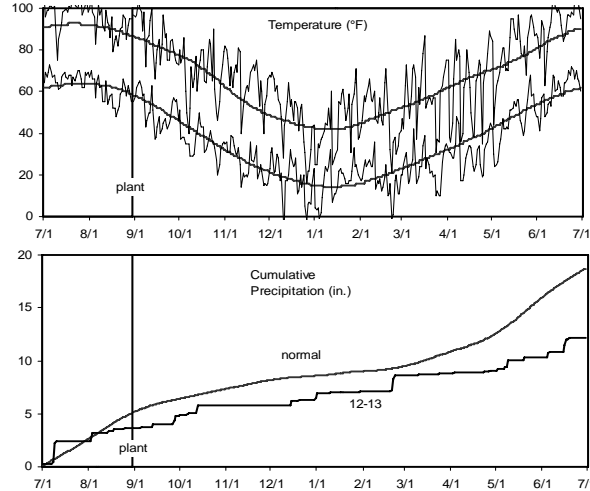 Temperature (°F)
100
80
60
40
20
0
plant
7/1 8/1 9/1 10/1 11/1 12/1 1/1 2/1 3/1 4/1 5/1 6/1 7/1
20
15
10
5
0
Cumulative
Precipitation (in.)
normal
12-13
plant
7/1 8/1 9/1 10/1 11/1 12/1 1/1 2/1 3/1 4/1 5/1 6/1 7/